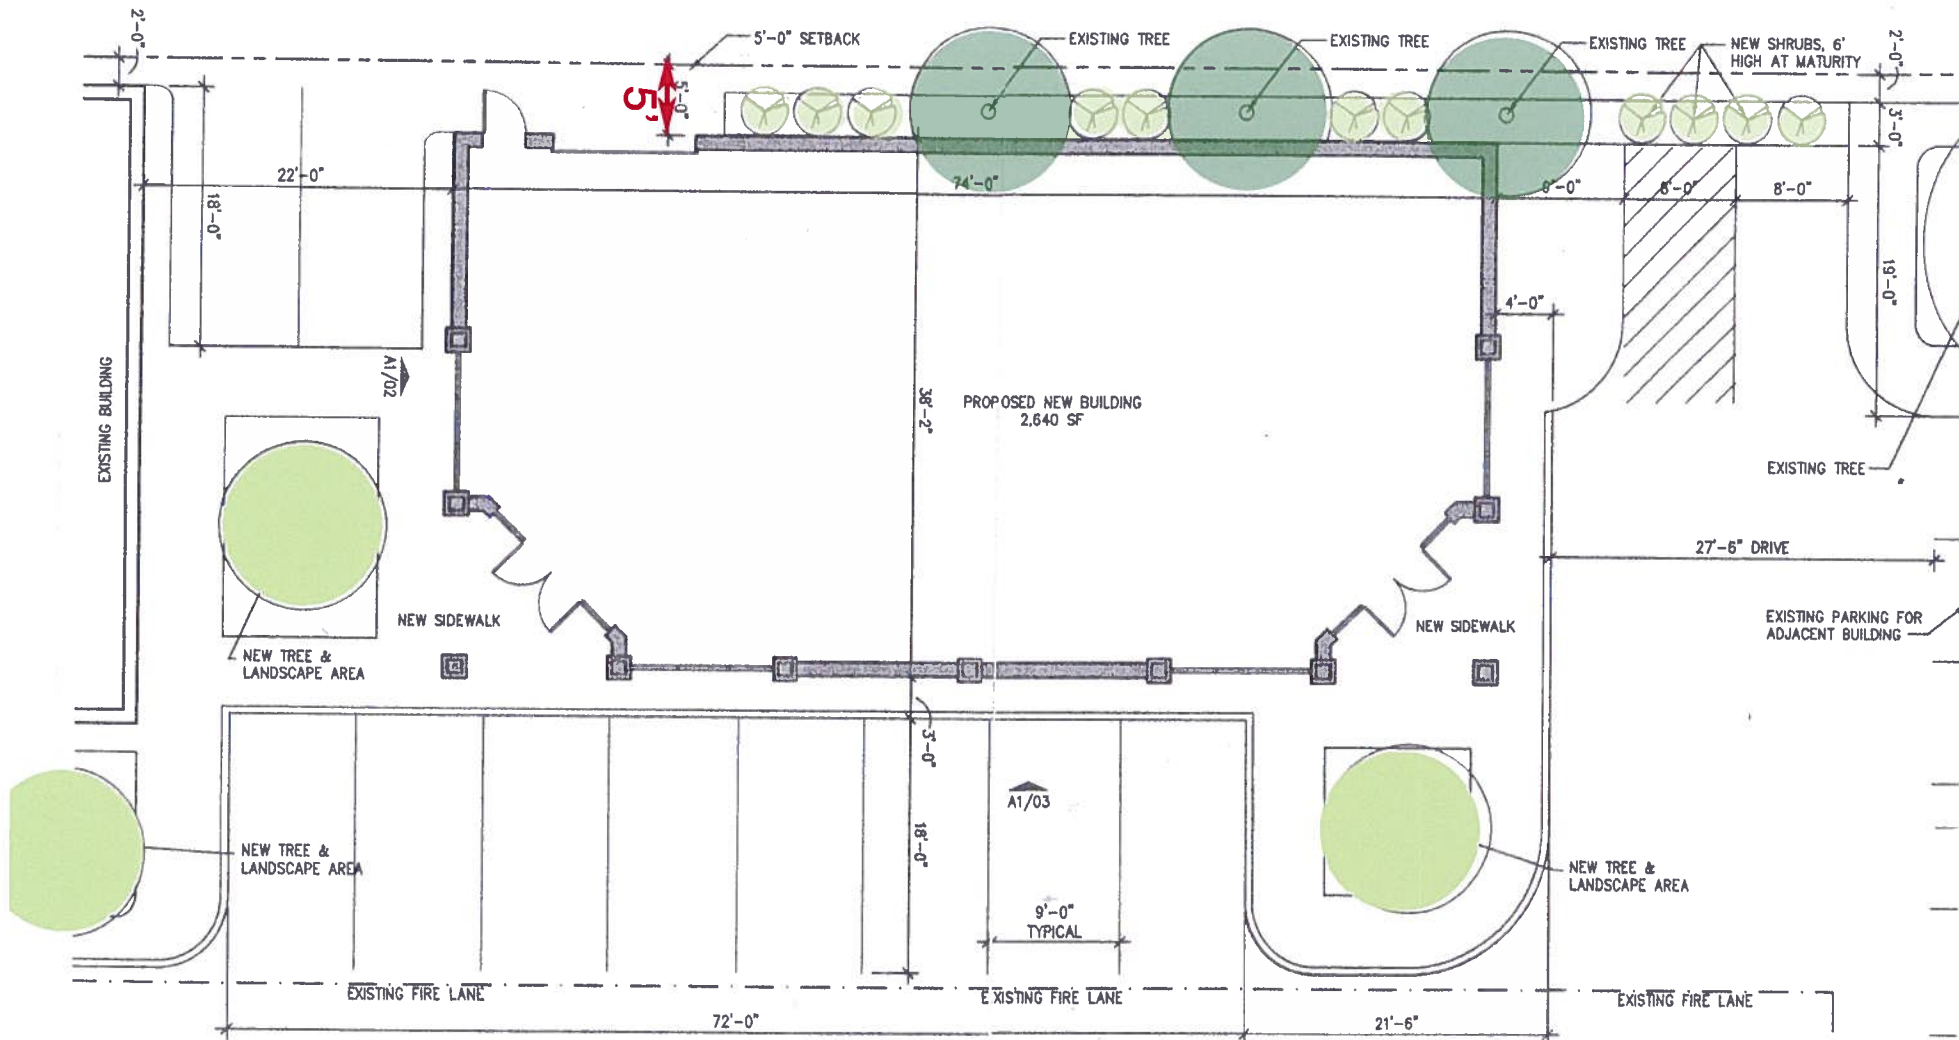 2'-0"
5'-0" SETBACK
EXISTING TREE
EXISTING TREE
EXISTING TREE
NEW SHRUBS, 6'
HIGH AT MATURITY
2'-0"
5'-0"
5'
3'-0"
22'-0"
74'-0"
8'-0"
8'-0"
18'-0"
19'-0"
4'-0"
EXISTING BUILDING
A1/02
38'-2"
PROPOSED NEW BUILDING
2,640 SF
EXISTING TREE
27'-6" DRIVE
NEW SIDEWALK
NEW SIDEWALK
EXISTING PARKING FOR
ADJACENT BUILDING
NEW TREE &
LANDSCAPE AREA
3'-0"
A1/03
18'-0"
NEW TREE &
LANDSCAPE AREA
NEW TREE &
LANDSCAPE AREA
9'-0"
TYPICAL
EXISTING FIRE LANE
EXISTING FIRE LANE
EXISTING FIRE LANE
72'-0"
21'-6"